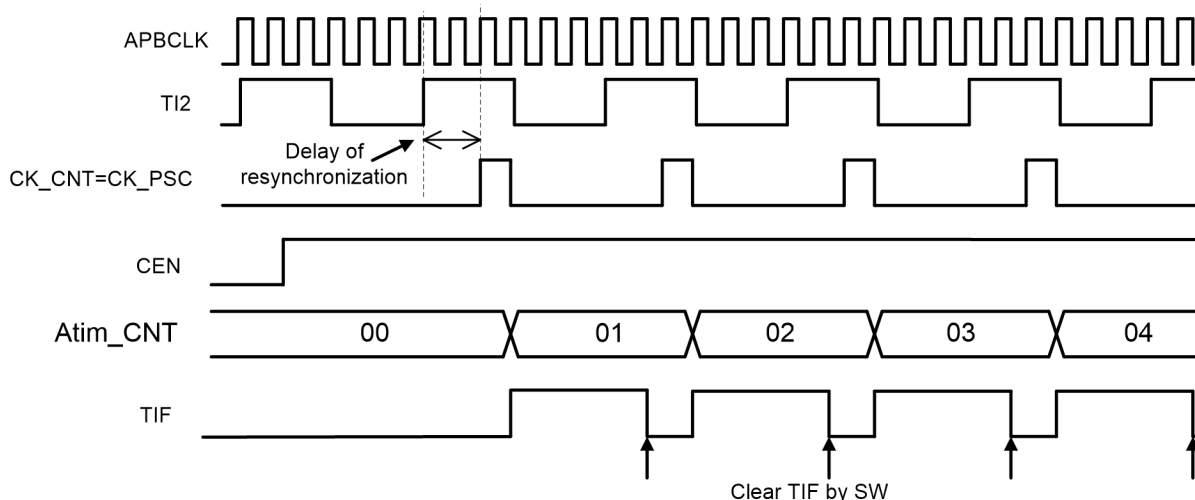 APBCLK
TI2
Delay of
resynchronization
CK_CNT=CK_PSC
CEN
Atim_CNT
00
01
02
03
04
TIF
Clear TIF by SW